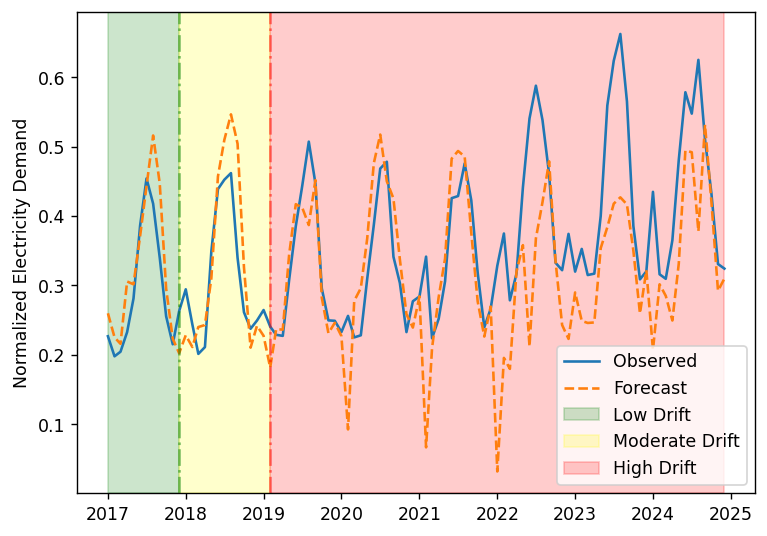 0.6
0.5
0.4
0.3
0.2
0.1
Normalized Electricity Demand
Observed
Forecast
Low Drift
Moderate Drift
High Drift
2017 2018 2019 2020 2021 2022 2023 2024 2025